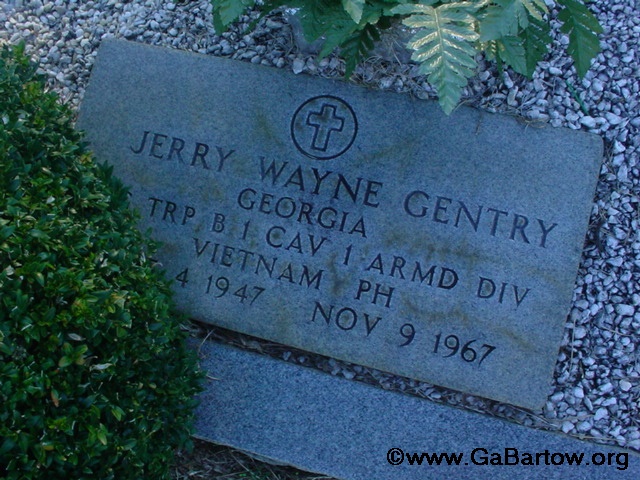 JERRY WAYNE GENTRY
GEORGIA
TRP B 1 CAV 1 ARMD DIV
VIETNAM PH
4 1947 NOV 9 1967
©www.GaBartow.org